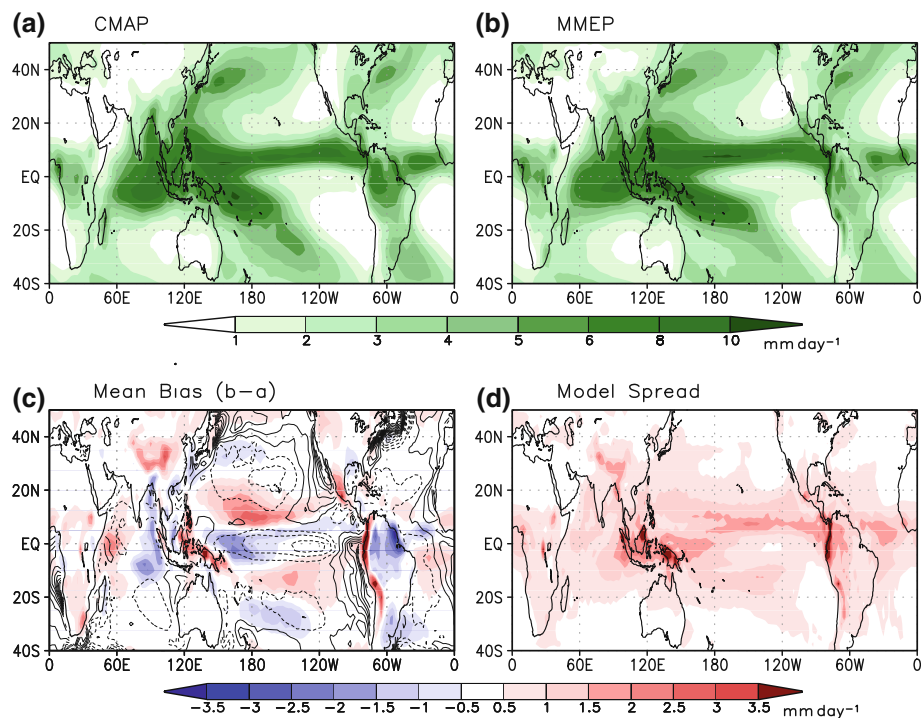 (a) CMAP
(b) MMEP
40N
20N
EQ
20S
40S
0 60E 120E 180 120W 60W 0
40N
20N
EQ
20S
40S
0 60E 120E 180 120W 60W 0
1 2 3 4 5 6 8 10 mm day⁻¹
(c) Mean Bias (b-a)
(d) Model Spread
40N
20N
EQ
20S
40S
0 60E 120E 180 120W 60W 0
40N
20N
EQ
20S
40S
0 60E 120E 180 120W 60W 0
-3.5 -3 -2.5 -2 -1 -0.5 0.5 1 2 2.5 3 3.5 mm day⁻¹